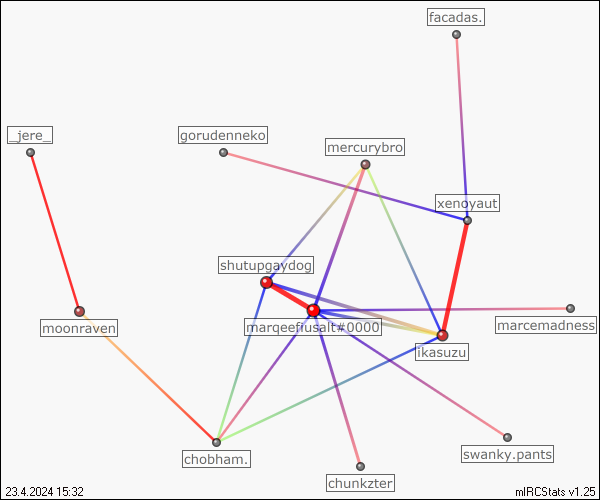 facadas.
_jere_
gorudenneko
mercurybro
xenoyaut
shutupgaydog
moonraven
marqeefiusalt#0000
marcemadness
ikasuzu
chobham.
swanky.pants
chunkzter
23.4.2024 15:32
mIRCStats v1.25